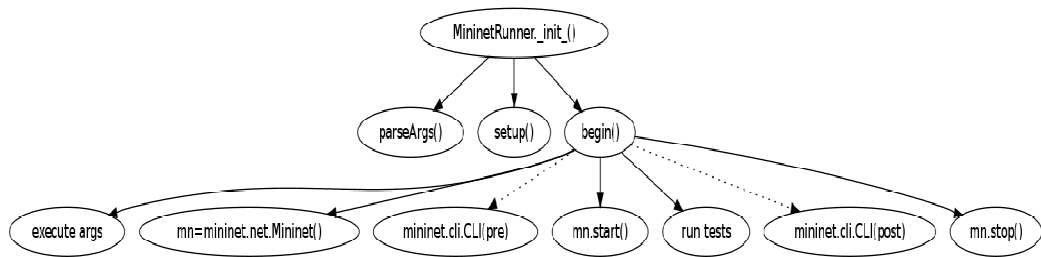 MininetRunner._init_()
parseArgs()
setup()
begin()
execute args
mn=mininet.net.Mininet()
mininet.cli.CLI(pre)
mn.start()
run tests
mininet.cli.CLI(post)
mn.stop()